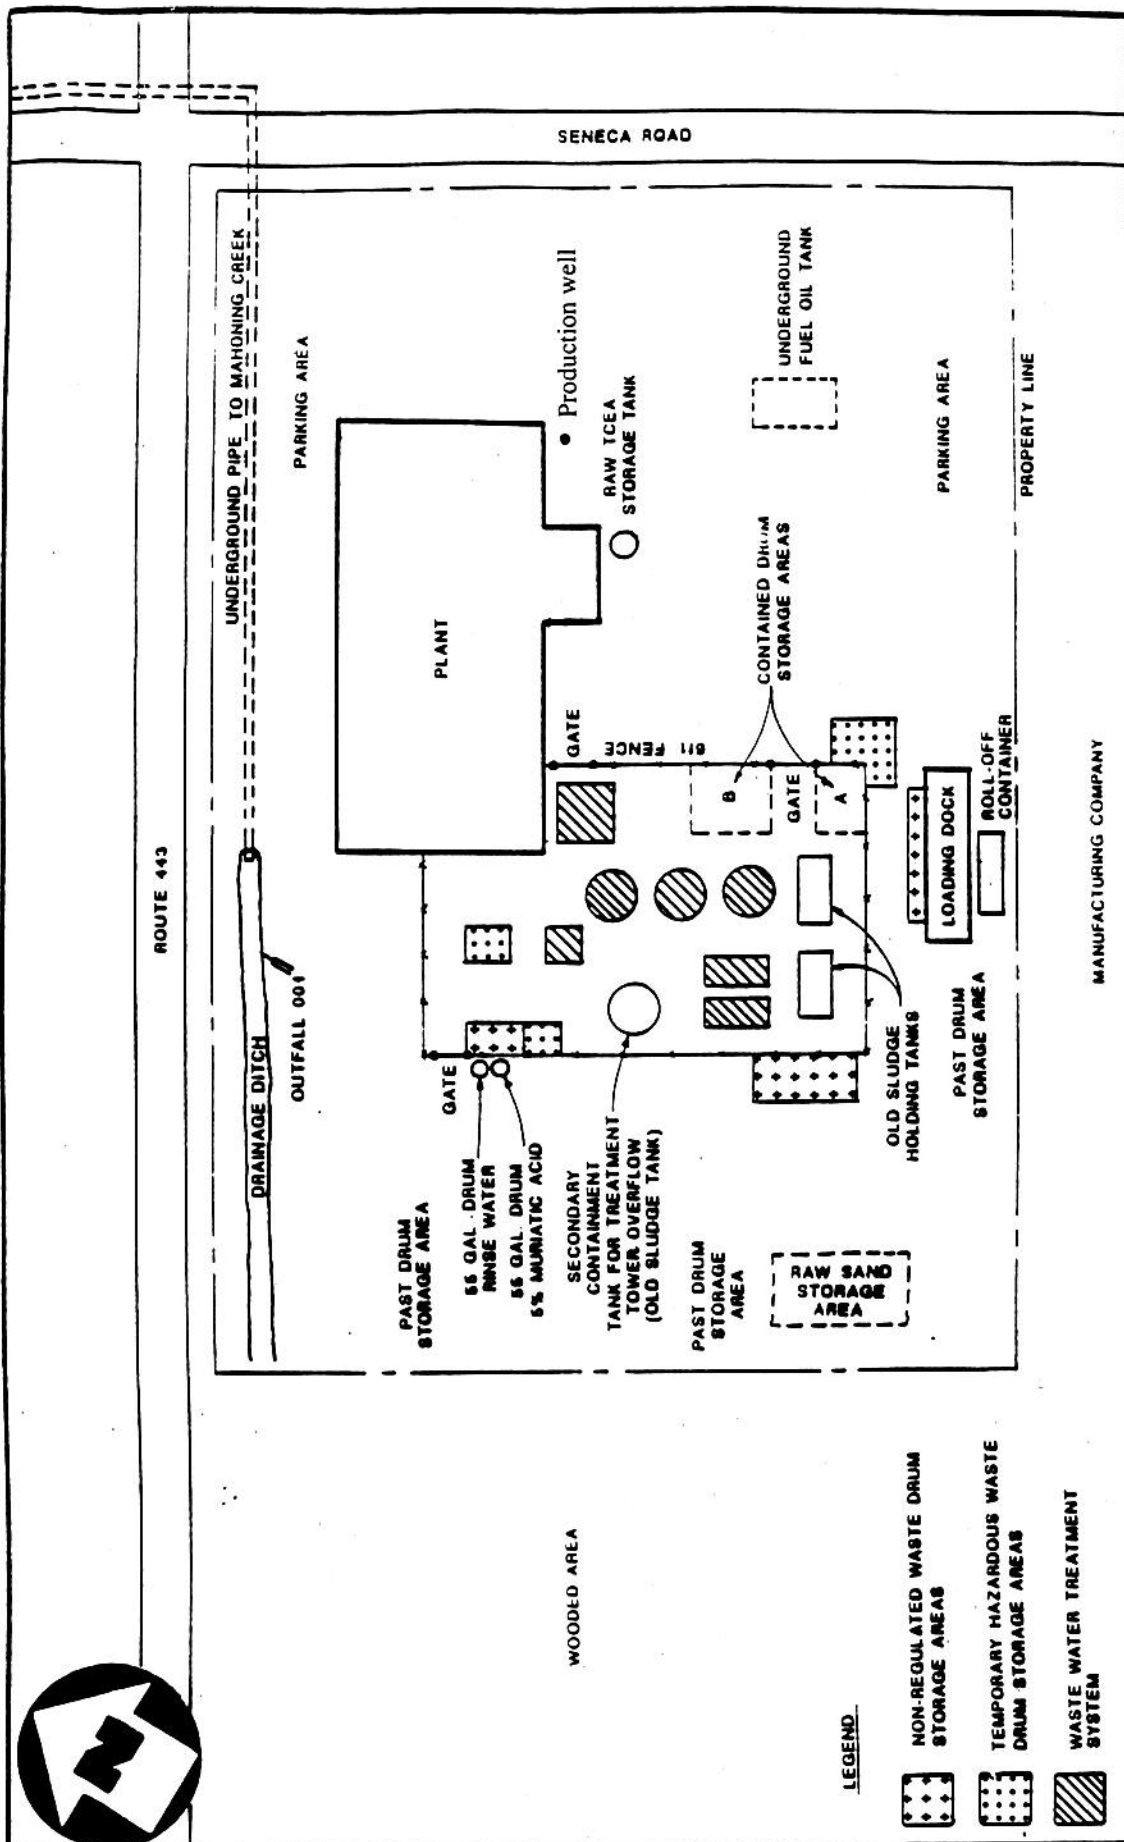 SENECA ROAD
ROUTE 443
UNDERGROUND PIPE TO MAHONING CREEK
PARKING AREA
DRAINAGE DITCH
OUTFALL 001
PLANT
• Production well
RAW TCEA
STORAGE TANK
UNDERGROUND
FUEL OIL TANK
PARKING AREA
PROPERTY LINE
CONTAINED DRUM
STORAGE AREAS
GATE
FENCE
B
GATE
A
LOADING DOCK
ROLL-OFF
CONTAINER
MANUFACTURING COMPANY
GATE
PAST DRUM
STORAGE AREA
55 GAL. DRUM
RINSE WATER
55 GAL. DRUM
5% MURIATIC ACID
SECONDARY
CONTAINMENT
TANK FOR TREATMENT
TOWER OVERFLOW
(OLD SLUDGE TANK)
PAST DRUM
STORAGE
AREA
RAW SAND
STORAGE
AREA
OLD SLUDGE
HOLDING TANKS
PAST DRUM
STORAGE AREA
WOODED AREA
N
LEGEND
NON-REGULATED WASTE DRUM
STORAGE AREAS
TEMPORARY HAZARDOUS WASTE
DRUM STORAGE AREAS
WASTE WATER TREATMENT
SYSTEM